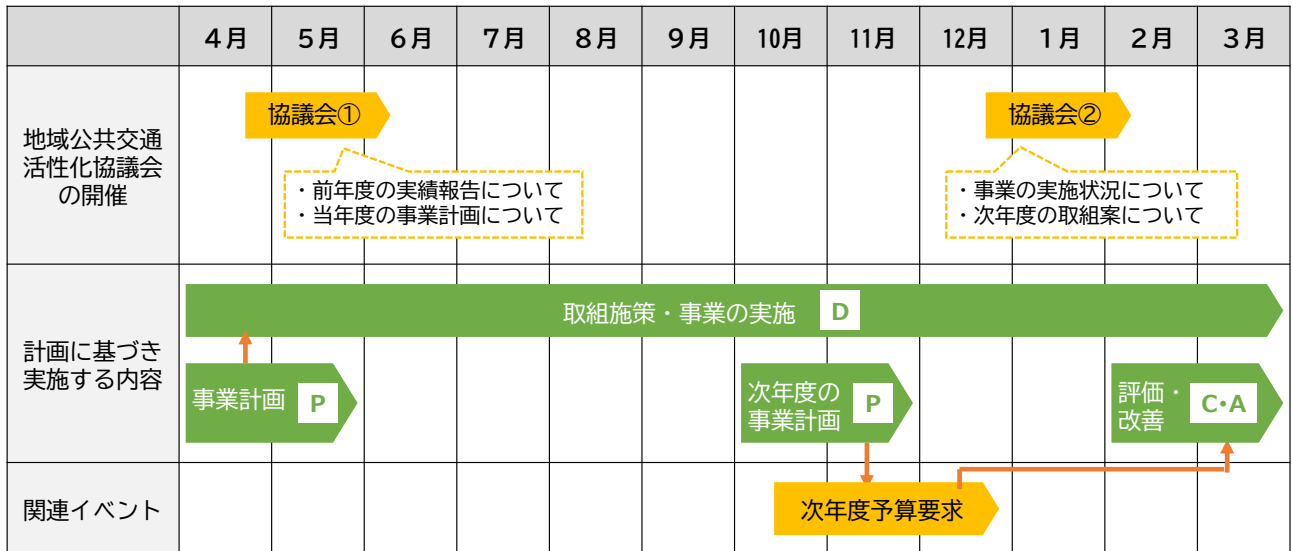 4月 5月 6月 7月 8月 9月 10月 11月 12月 1月 2月 3月
地域公共交通
活性化協議会
の開催
協議会①
・前年度の実績報告について
・当年度の事業計画について
協議会②
・事業の実施状況について
・次年度の取組案について
計画に基づき
実施する内容
取組施策・事業の実施 D
事業計画 P
次年度の
事業計画
P
評価・
改善
C・A
関連イベント
次年度予算要求